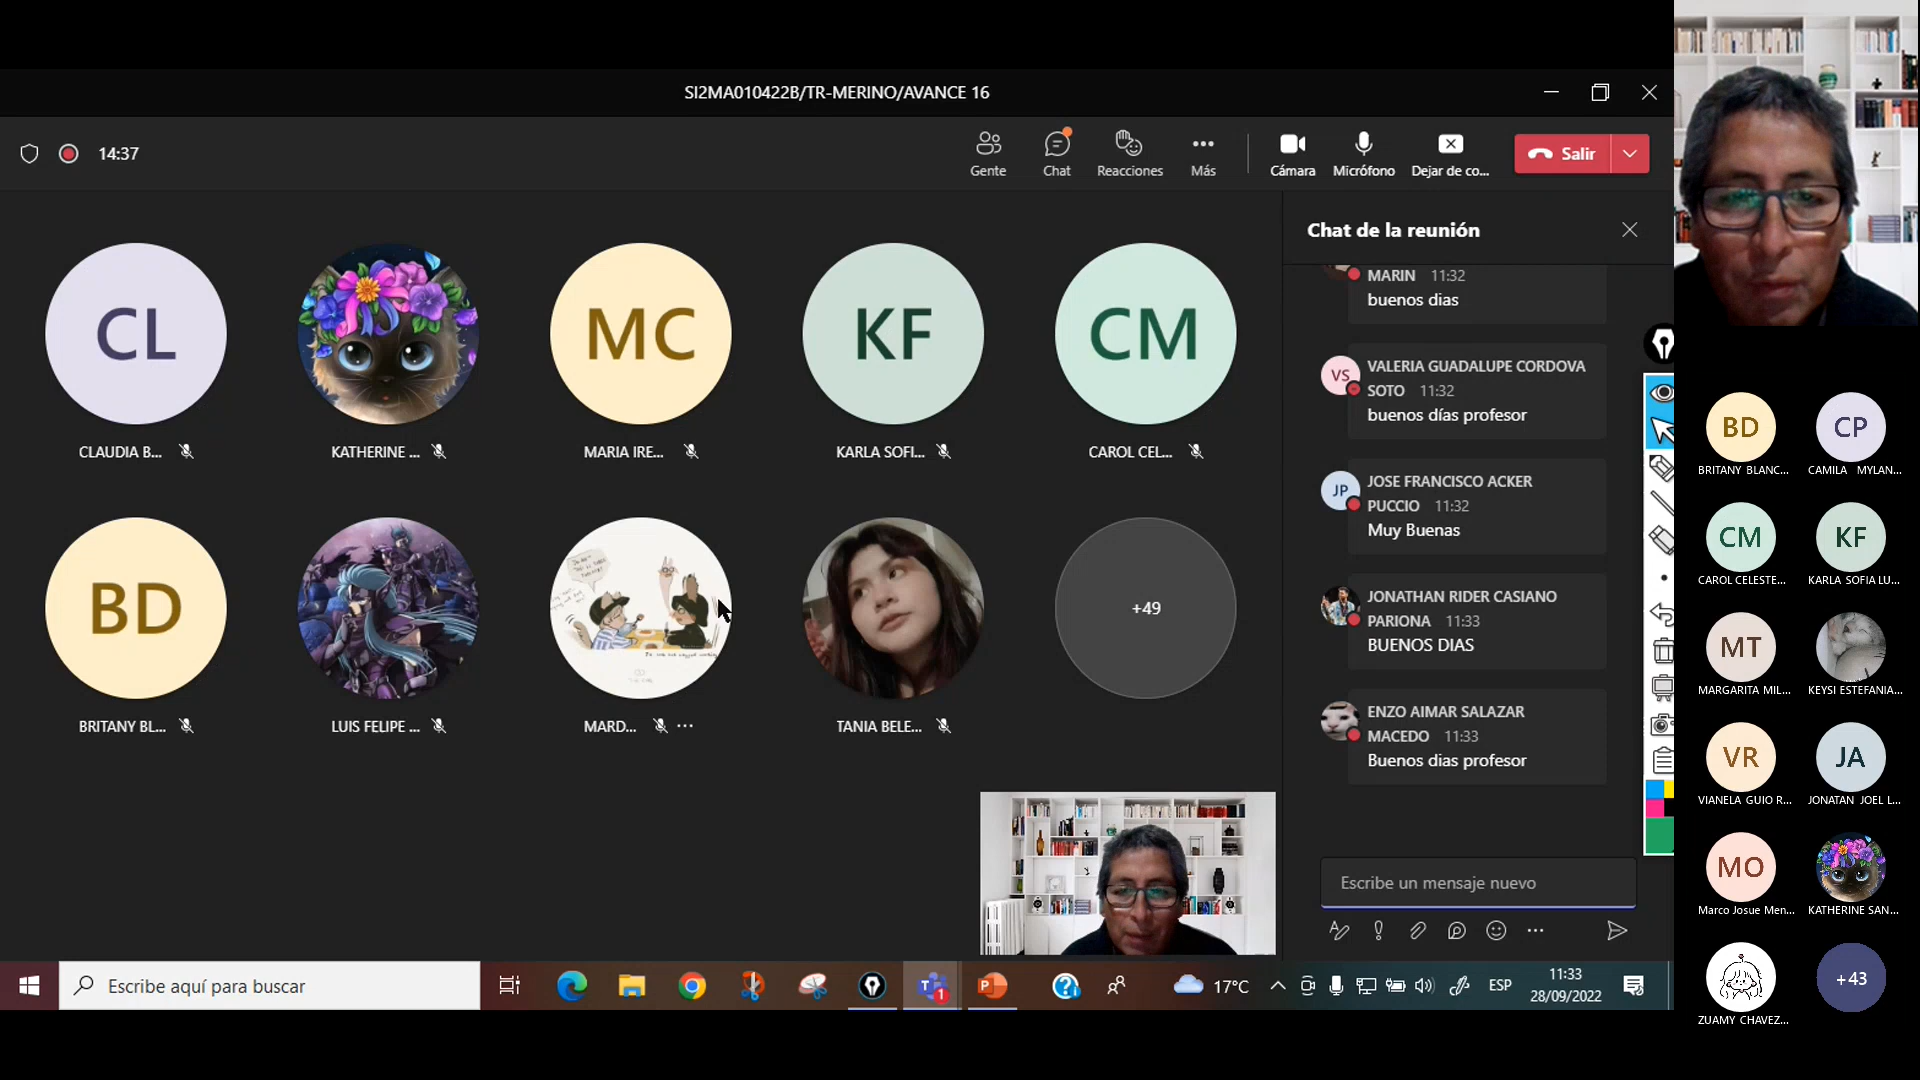 SI2MA010422B/TR-MERINO/AVANCE 16
14:37
Gente
Chat
Reacciones
Más
Cámara
Micrófono
Dejar de co...
Salir
CL
MC
KF
CM
CLAUDIA B...
KATHERINE ...
MARIA IRE...
KARLA SOFI...
CAROL CEL...
BD
+49
BRITANY BL...
LUIS FELIPE ...
MARD...
TANIA BELE...
Chat de la reunión
MARIN 11:32
buenos dias
VS
VALERIA GUADALUPE CORDOVA
SOTO 11:32
buenos días profesor
JP
JOSE FRANCISCO ACKER
PUCCIO 11:32
Muy Buenas
JONATHAN RIDER CASIANO
PARIONA 11:33
BUENOS DIAS
ENZO AIMAR SALAZAR
MACEDO 11:33
Buenos dias profesor
Escribe un mensaje nuevo
Escribe aquí para buscar
1
17°C
ESP
11:33
28/09/2022
BD
CP
BRITANY BLANC...
CAMILA MYLAN...
CM
KF
CAROL CELESTE...
KARLA SOFIA LU...
MT
MARGARITA MIL...
KEYSI ESTEFANIA...
VR
JA
VIANELA GUIO R...
JONATAN JOEL L...
MO
Marco Josue Men...
KATHERINE SAN...
+43
ZUAMY CHAVEZ...